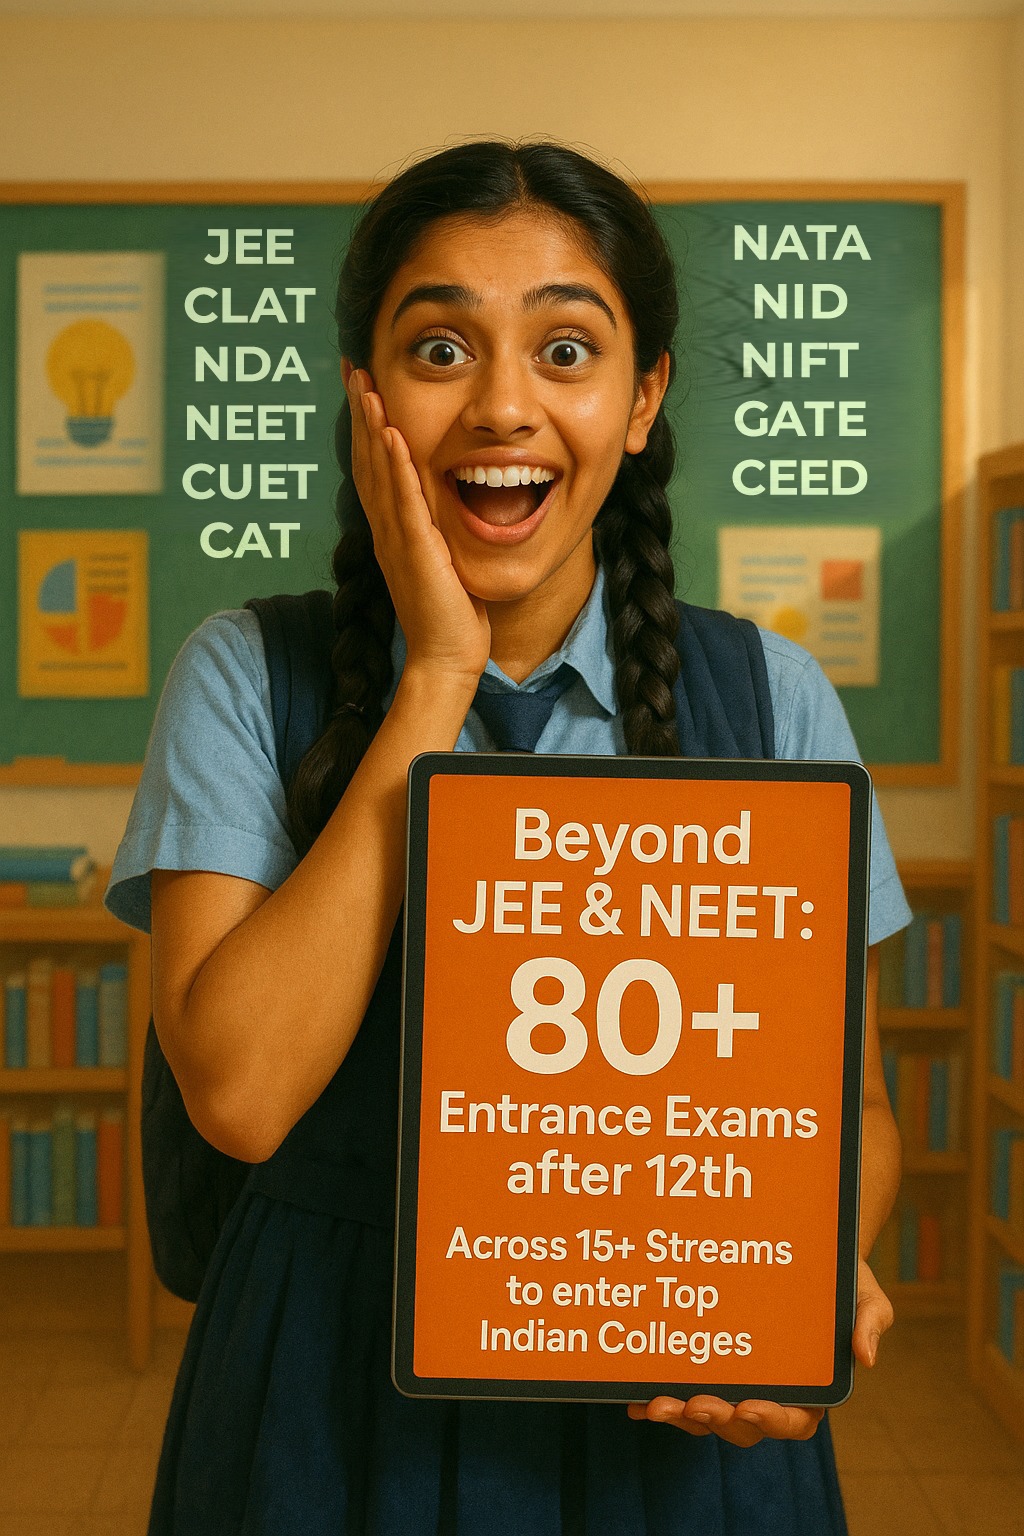 JEE
CLAT
NDA
NEET
CUET
CAT
NATA
NID
NIFT
GATE
CEED
Beyond
JEE & NEET:
80+
Entrance Exams
after 12th
Across 15+ Streams
to enter Top
Indian Colleges